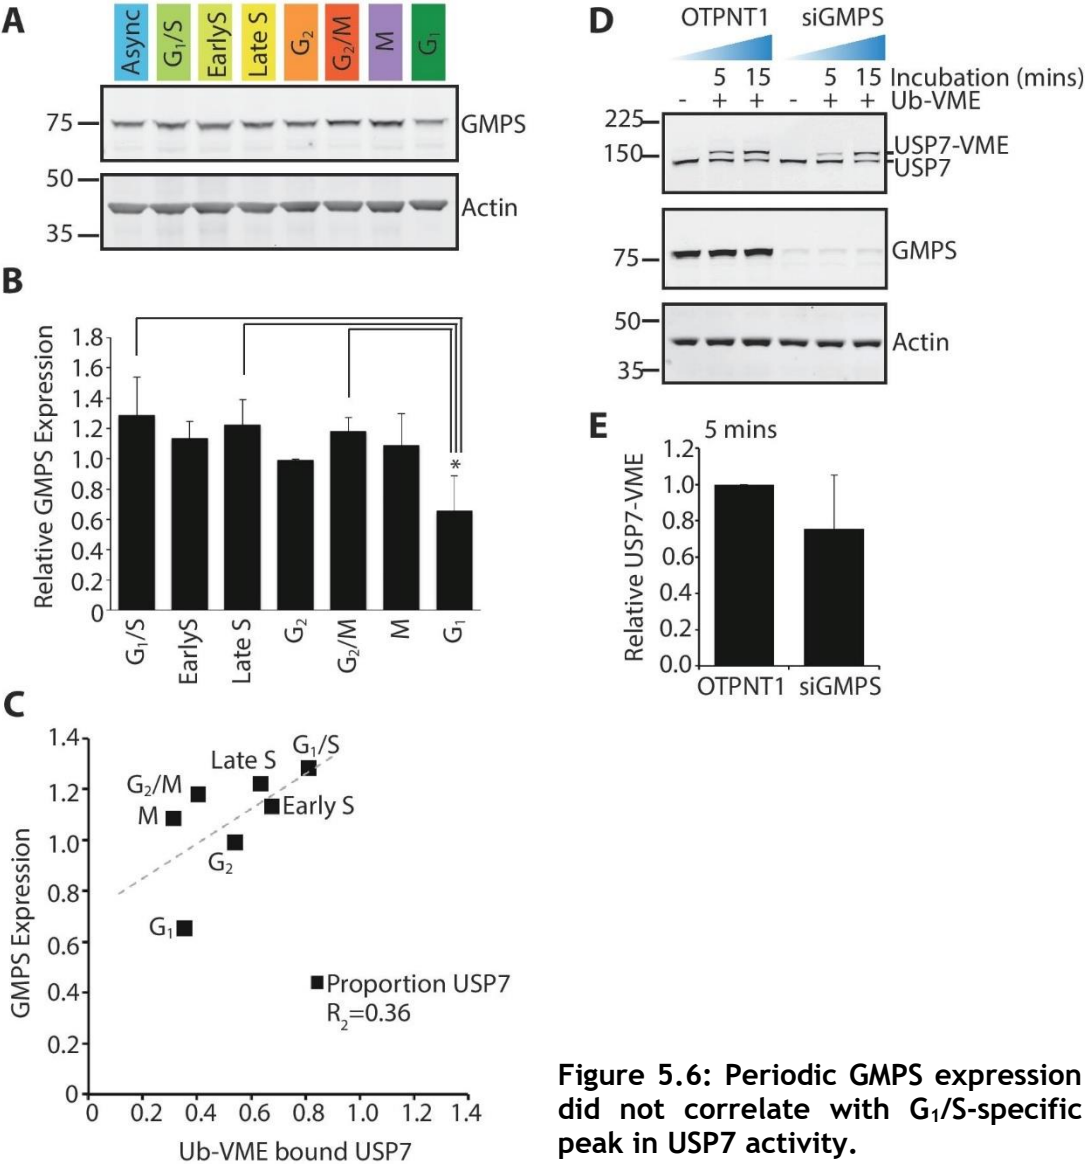 A
Async G₁/S EarlyS Late S G₂ G₂/M M G₁
75 GMPS
50
Actin
35
B
Relative GMPS Expression
1.8
1.6
1.4
1.2
1.0
0.8
0.6
0.4
0.2
0
*
G₁/S EarlyS Late S G₂ G₂/M M G₁
C
GMPS Expression
1.4
1.2
1.0
0.8
0.6
0.4
0.2
0
G₁/S
Late S
G₂/M
Early S
M
G₂
G₁
Proportion USP7
R₂=0.36
0 0.2 0.4 0.6 0.8 1.0 1.2 1.4
Ub-VME bound USP7
D
OTPNT1 siGMPS
5 15 5 15 Incubation (mins)
- + + - + + Ub-VME
225
USP7-VME
150
USP7
GMPS
75
50
Actin
35
E
5 mins
Relative USP7-VME
1.2
1.0
0.8
0.6
0.4
0.2
0.0
OTPNT1 siGMPS
Figure 5.6: Periodic GMPS expression
did not correlate with G₁/S-specific
peak in USP7 activity.